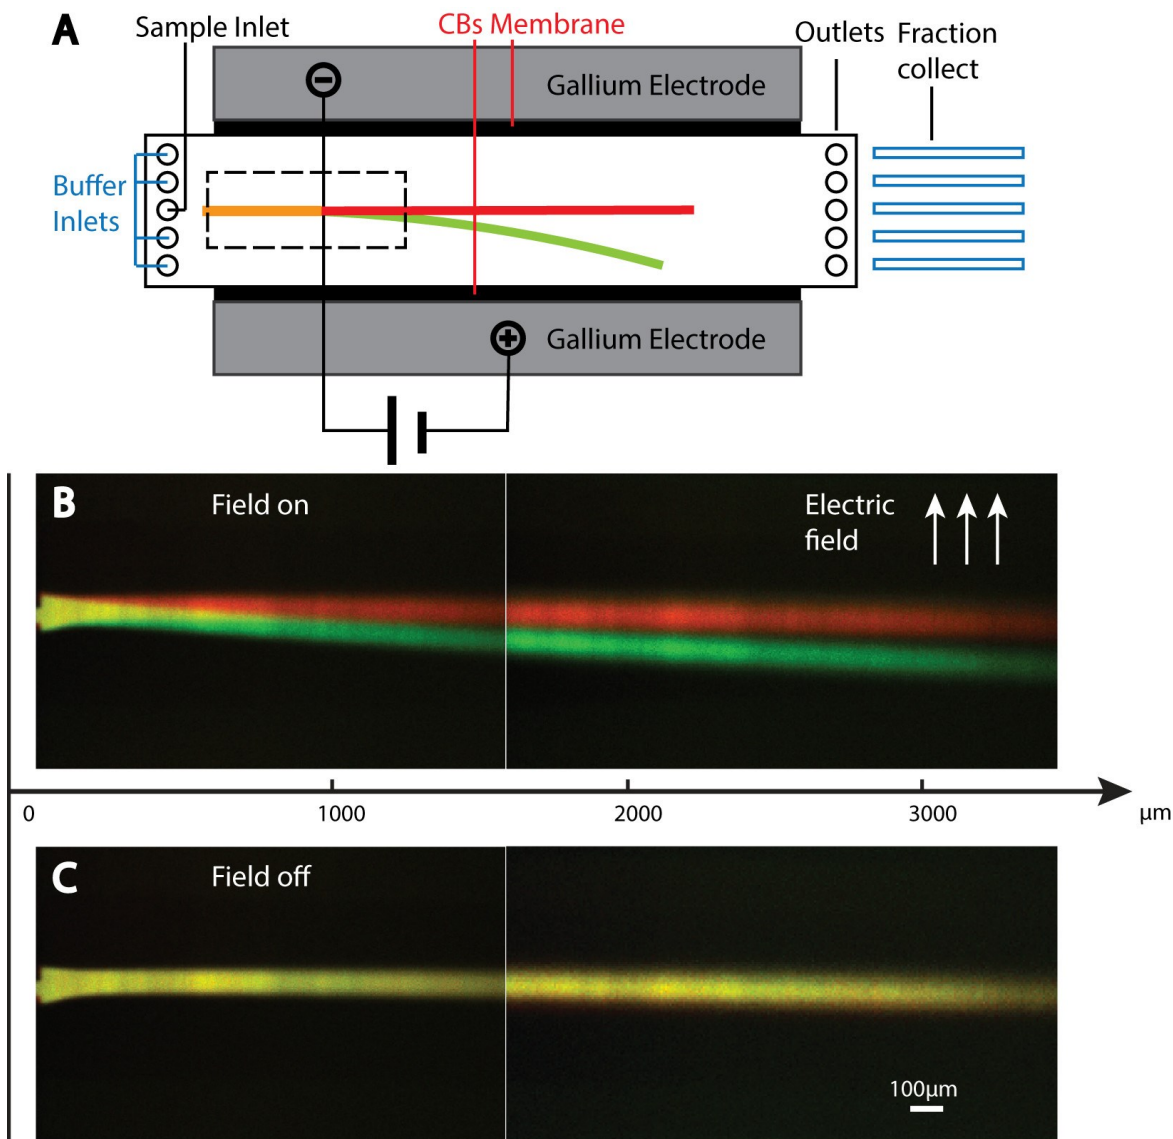 A
Sample Inlet
CBs Membrane
Outlets
Fraction
collect
Gallium Electrode
Buffer
Inlets
Gallium Electrode
B
Field on
Electric
field
0
1000
2000
3000
μm
C
Field off
100μm